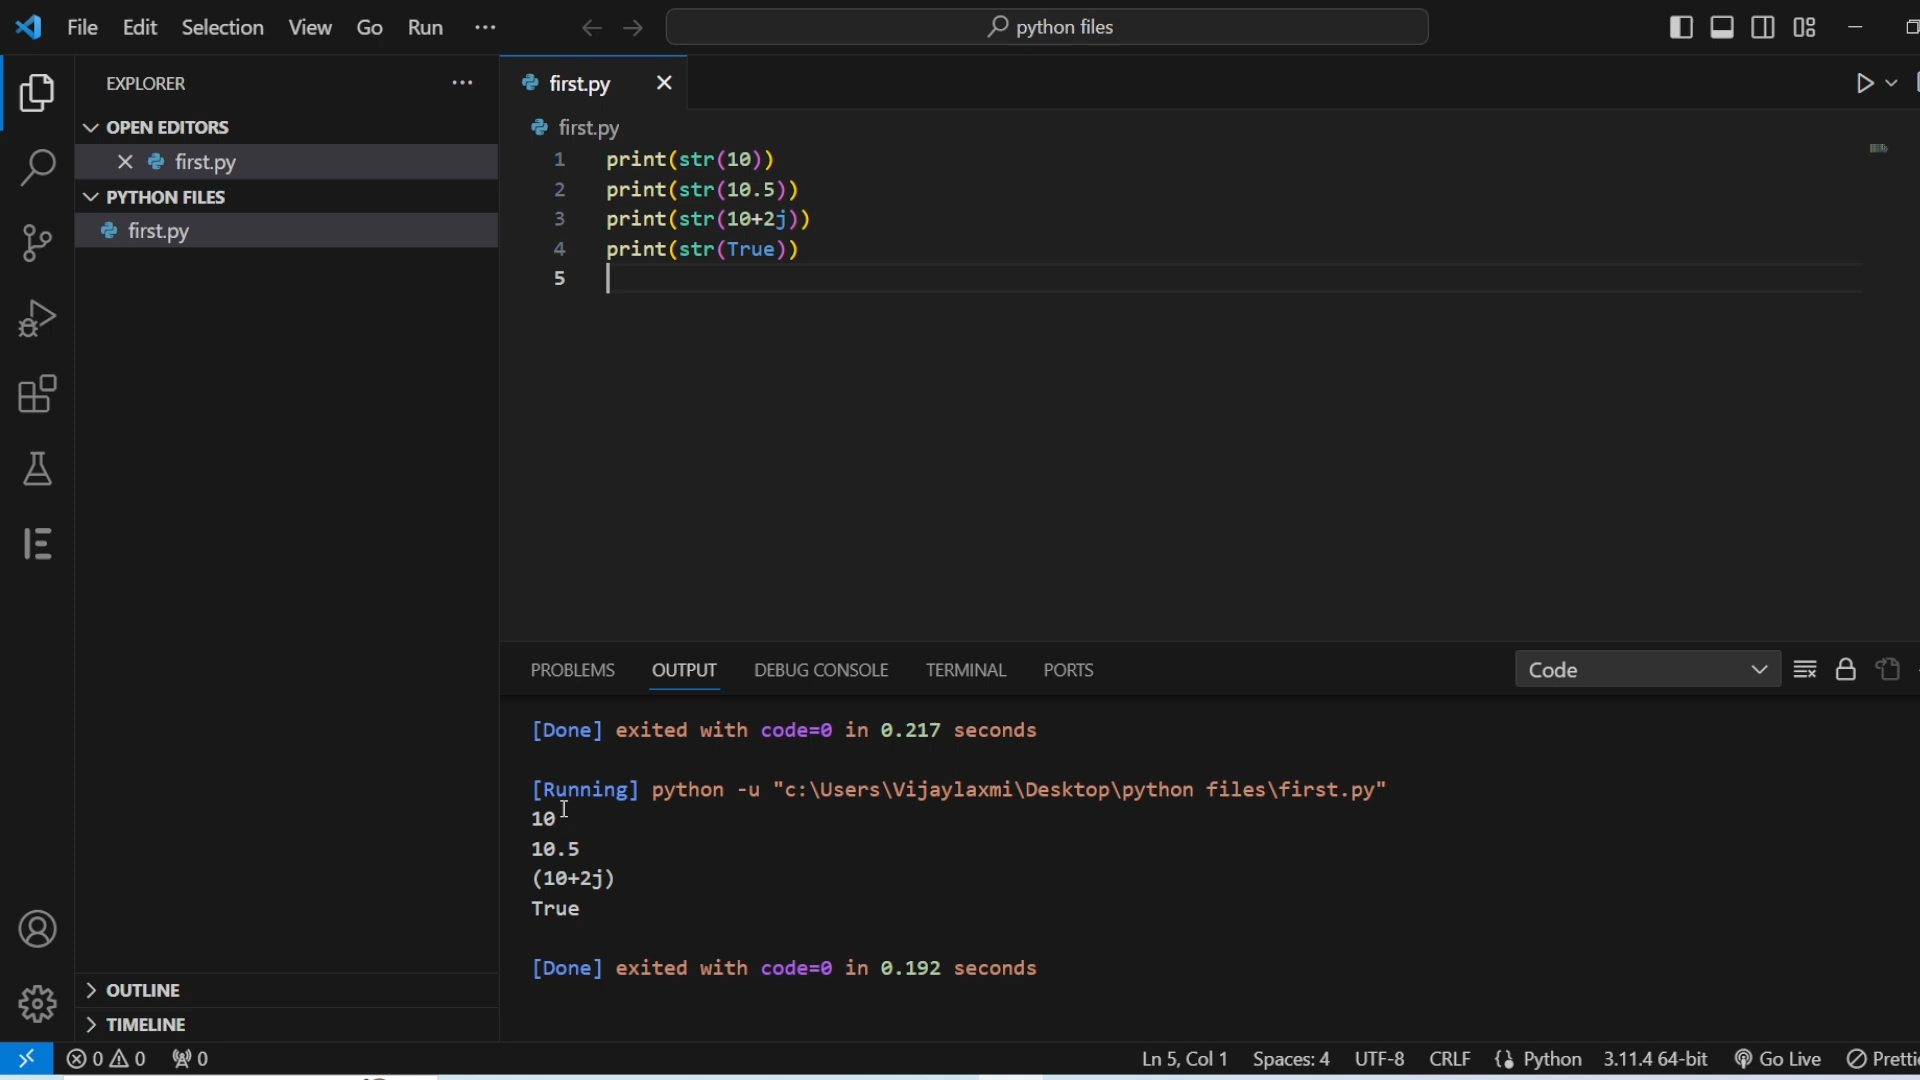 File Edit Selection View Go Run ···
python files
EXPLORER ···
OPEN EDITORS
first.py
PYTHON FILES
first.py
OUTLINE
TIMELINE
first.py
first.py
1 print(str(10))
2 print(str(10.5))
3 print(str(10+2j))
4 print(str(True))
5
PROBLEMS OUTPUT DEBUG CONSOLE TERMINAL PORTS
Code
[Done] exited with code=0 in 0.217 seconds
[Running] python -u "c:\Users\Vijaylaxmi\Desktop\python files\first.py"
10
10.5
(10+2j)
True
[Done] exited with code=0 in 0.192 seconds
0 0 0 Ln 5, Col 1 Spaces: 4 UTF-8 CRLF Python 3.11.4 64-bit Go Live